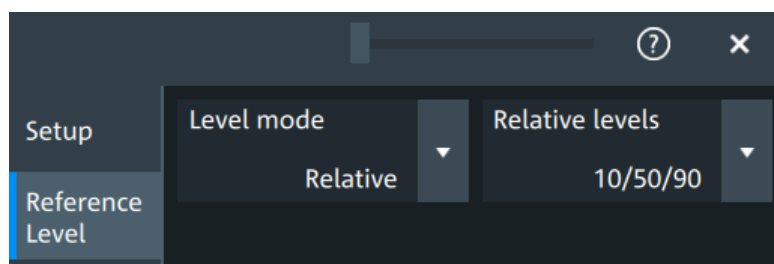 ?
Setup
Level mode
Relative levels
Relative
10/50/90
Reference
Level